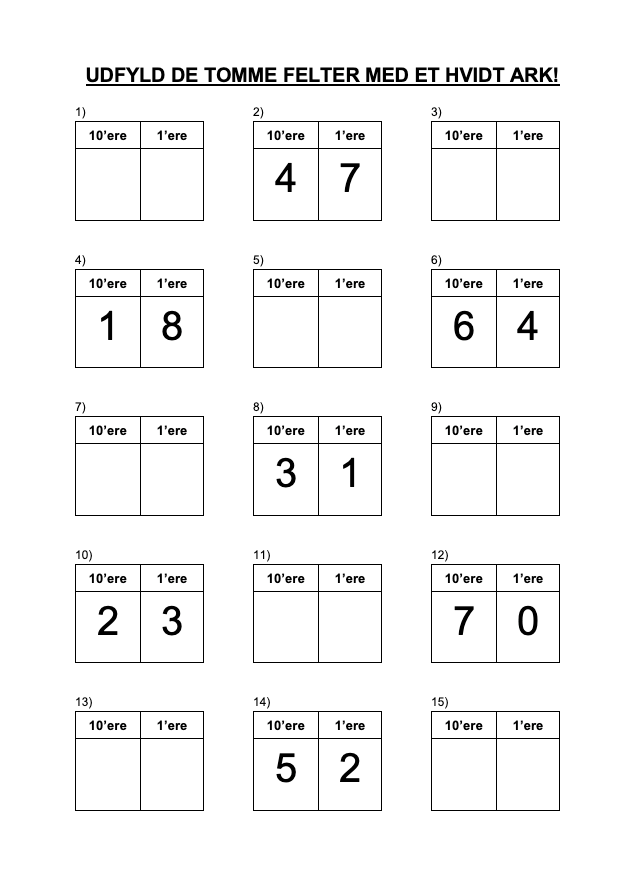 UDFYLD DE TOMME FELTER MED ET HVIDT ARK!
1) 2) 3)
10’ere 1’ere 10’ere 1’ere 10’ere 1’ere
4 7
4) 5) 6)
10’ere 1’ere 10’ere 1’ere 10’ere 1’ere
1 8 6 4
7) 8) 9)
10’ere 1’ere 10’ere 1’ere 10’ere 1’ere
3 1
10) 11) 12)
10’ere 1’ere 10’ere 1’ere 10’ere 1’ere
2 3 7 0
13) 14) 15)
10’ere 1’ere 10’ere 1’ere 10’ere 1’ere
5 2